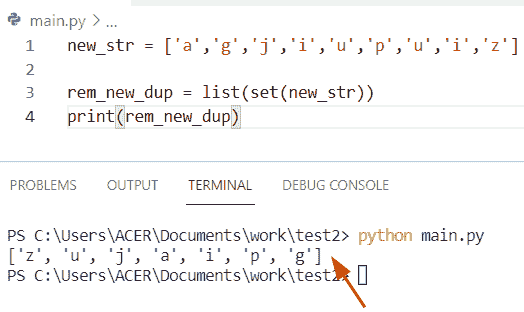 main.py > ...
1 new_str = ['a','g','j','i','u','p','u','i','z']
2
3 rem_new_dup = list(set(new_str))
4 print(rem_new_dup)
PROBLEMS OUTPUT TERMINAL DEBUG CONSOLE
PS C:\Users\ACER\Documents\work\test2> python main.py
['z', 'u', 'j', 'a', 'i', 'p', 'g']
PS C:\Users\ACER\Documents\work\test2>